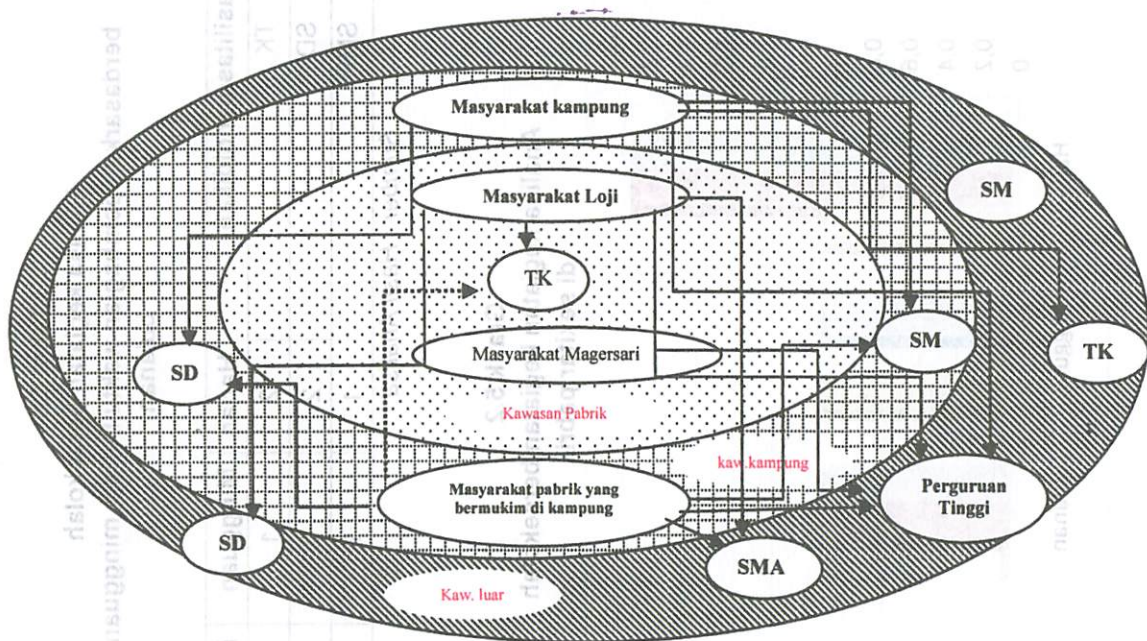 Masyarakat kampung
Masyarakat Loji
SM
TK
SM
TK
Masyarakat Magersari
SD
Kawasan Pabrik
kaw.kampung
Masyarakat pabrik yang
bermukim di kampung
Perguruan
Tinggi
SD
SMA
Kaw. luar